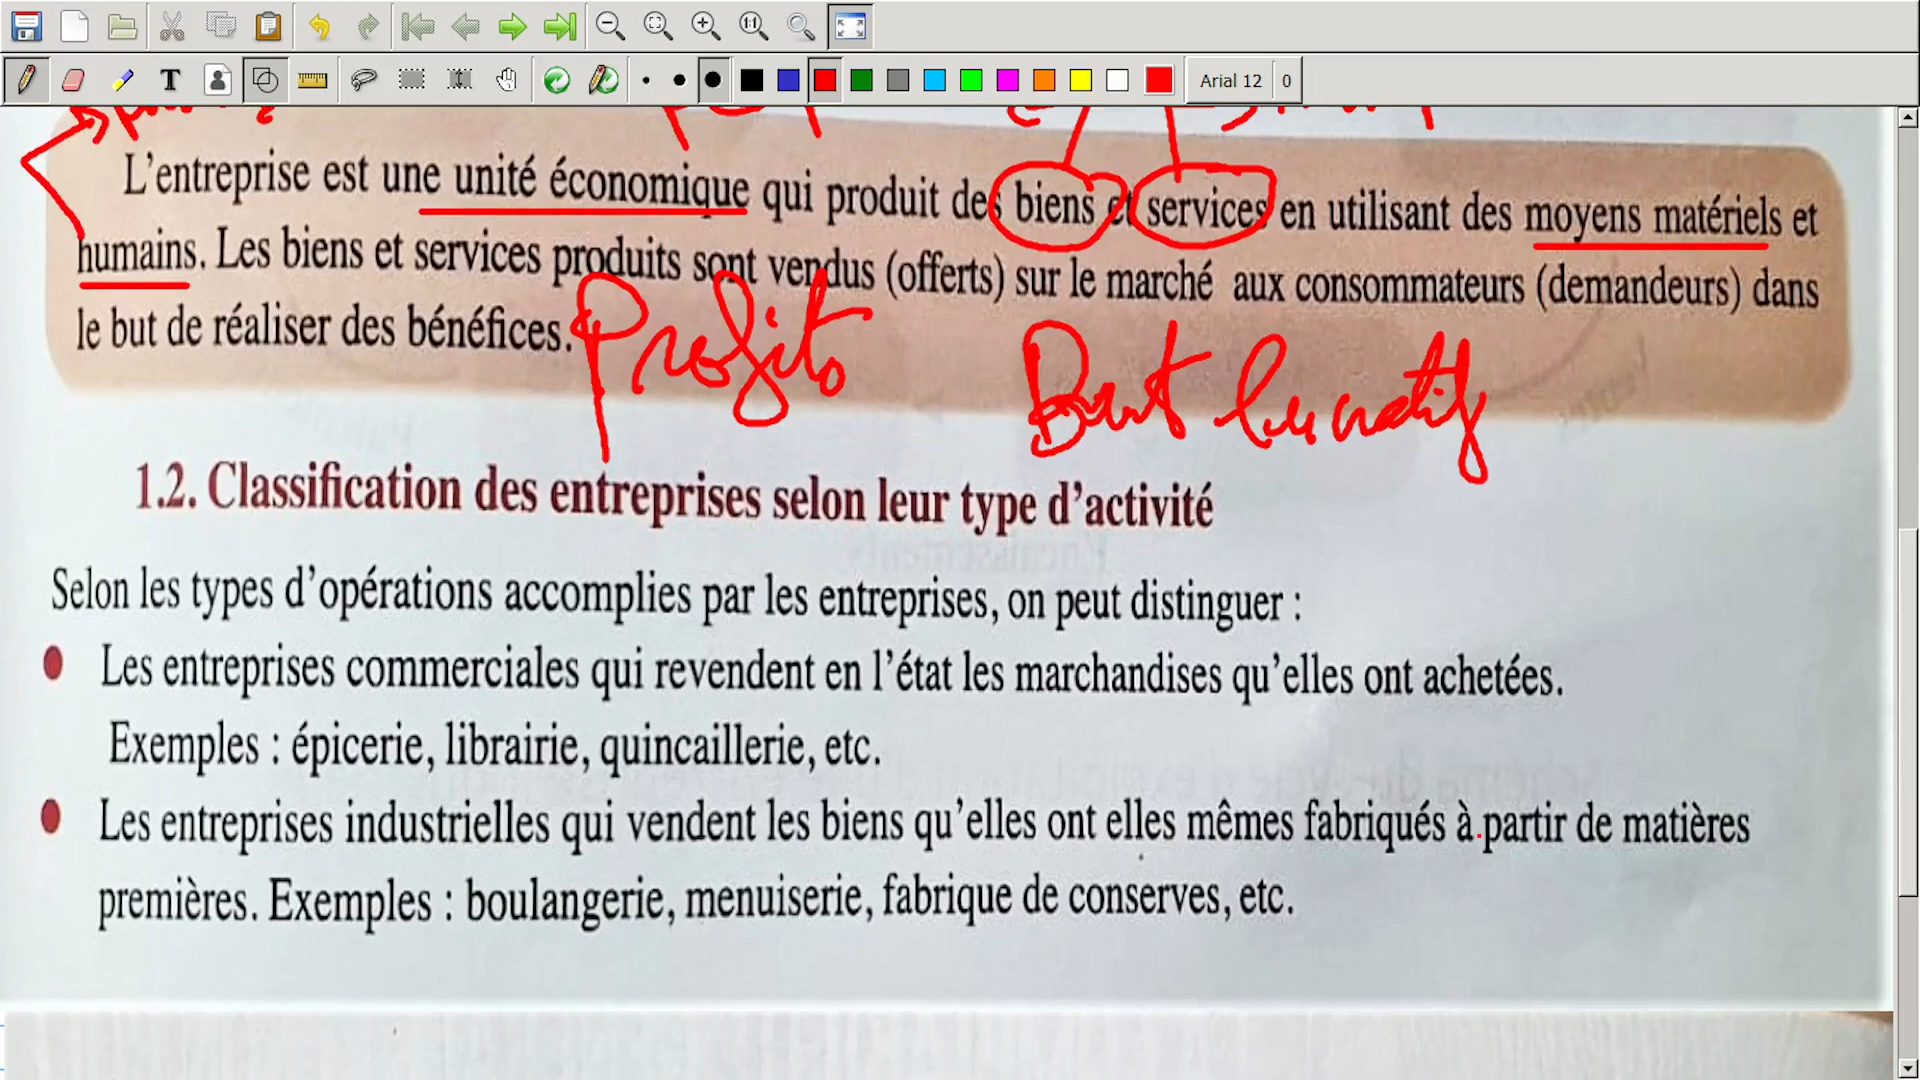 Arial 12 0
L'entreprise est une unité économique qui produit des biens et services en utilisant des moyens matériels et
humains. Les biens et services produits sont vendus (offerts) sur le marché aux consommateurs (demandeurs) dans
le but de réaliser des bénéfices. Profits But lucratif
1.2. Classification des entreprises selon leur type d'activité
Selon les types d'opérations accomplies par les entreprises, on peut distinguer :
● Les entreprises commerciales qui revendent en l'état les marchandises qu'elles ont achetées.
Exemples : épicerie, librairie, quincaillerie, etc.
● Les entreprises industrielles qui vendent les biens qu'elles ont elles mêmes fabriqués à partir de matières
premières. Exemples : boulangerie, menuiserie, fabrique de conserves, etc.